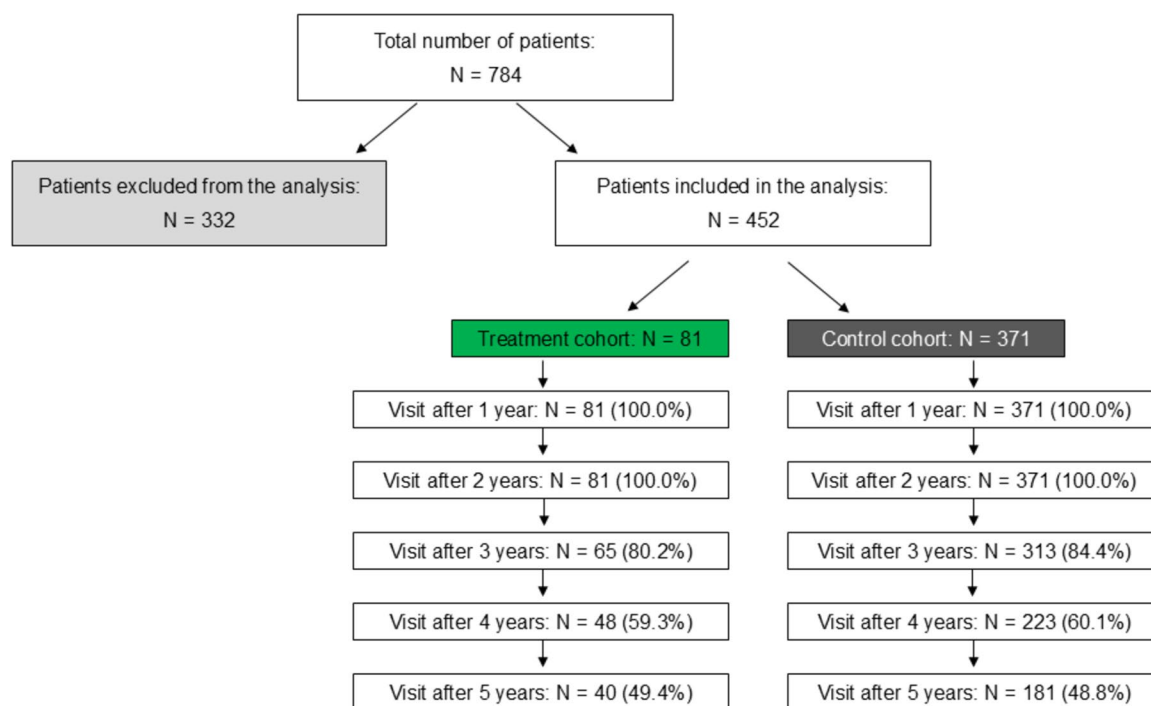 Total number of patients:
N = 784
Patients excluded from the analysis:
N = 332
Patients included in the analysis:
N = 452
Treatment cohort: N = 81
Control cohort: N = 371
Visit after 1 year: N = 81 (100.0%)
Visit after 1 year: N = 371 (100.0%)
Visit after 2 years: N = 81 (100.0%)
Visit after 2 years: N = 371 (100.0%)
Visit after 3 years: N = 65 (80.2%)
Visit after 3 years: N = 313 (84.4%)
Visit after 4 years: N = 48 (59.3%)
Visit after 4 years: N = 223 (60.1%)
Visit after 5 years: N = 40 (49.4%)
Visit after 5 years: N = 181 (48.8%)